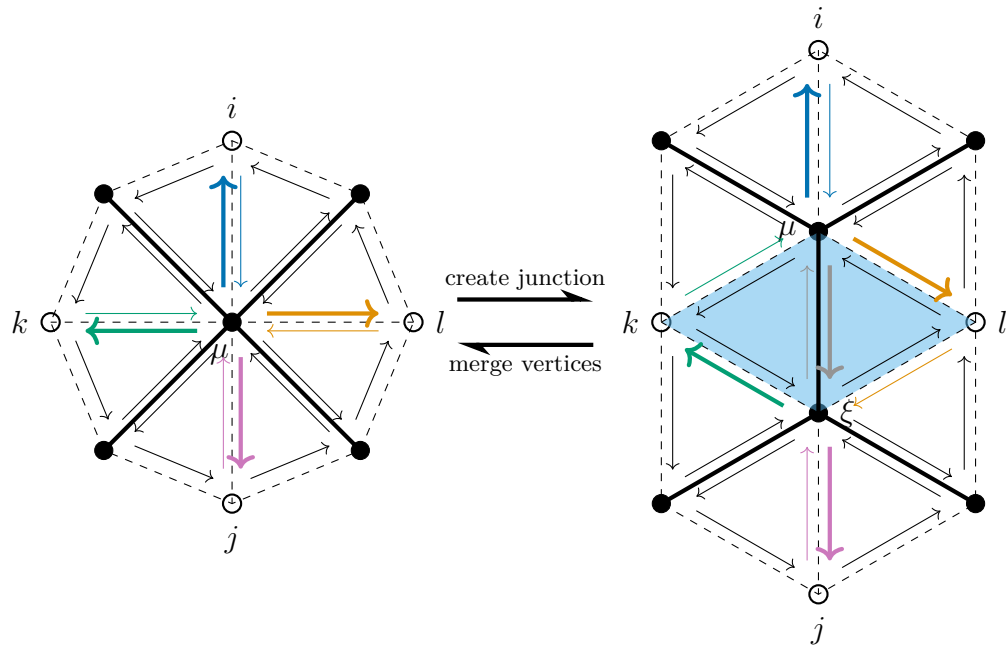 i
i
μ
create junction
k
l
k
l
μ
merge vertices
ξ
j
j